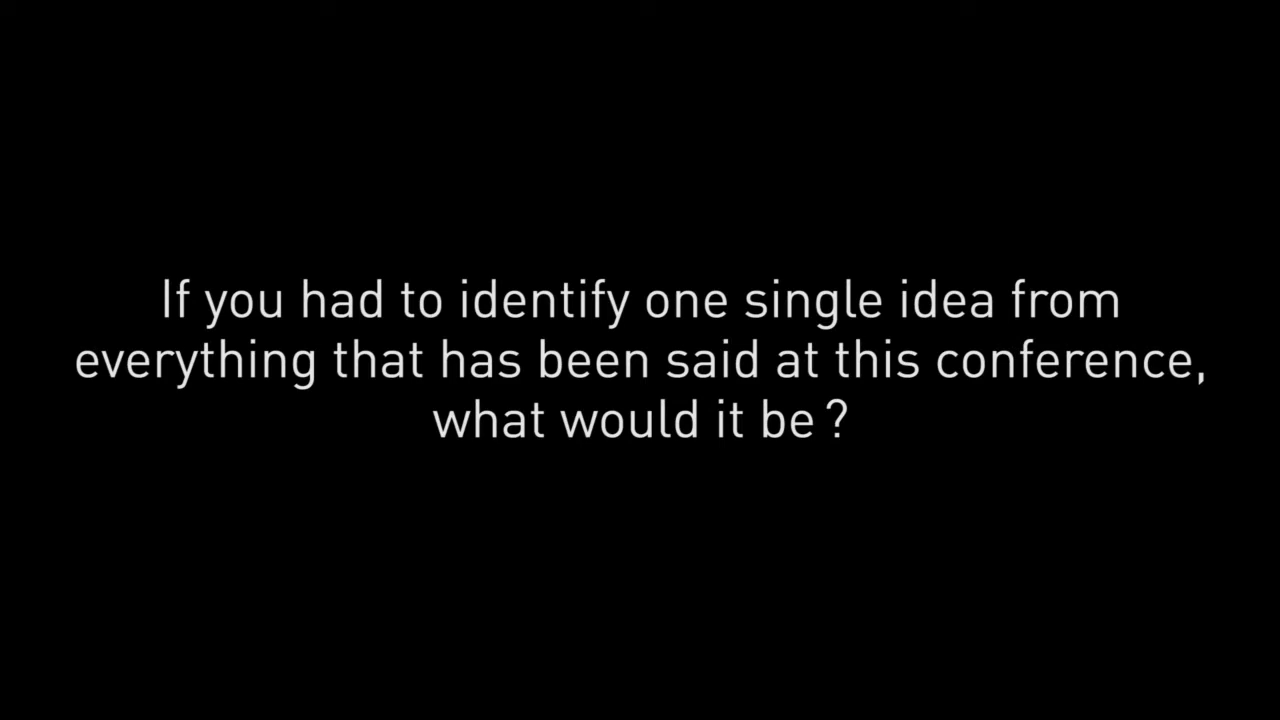 If you had to identify one single idea from
everything that has been said at this conference,
what would it be ?